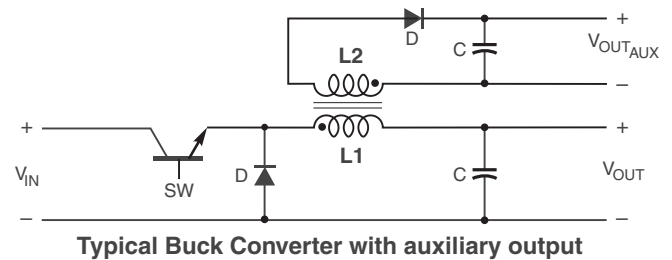 D
C
+
V_OUT_AUX
−
L2
+
+
L1
V_IN
SW
D
C
V_OUT
−
−
Typical Buck Converter with auxiliary output